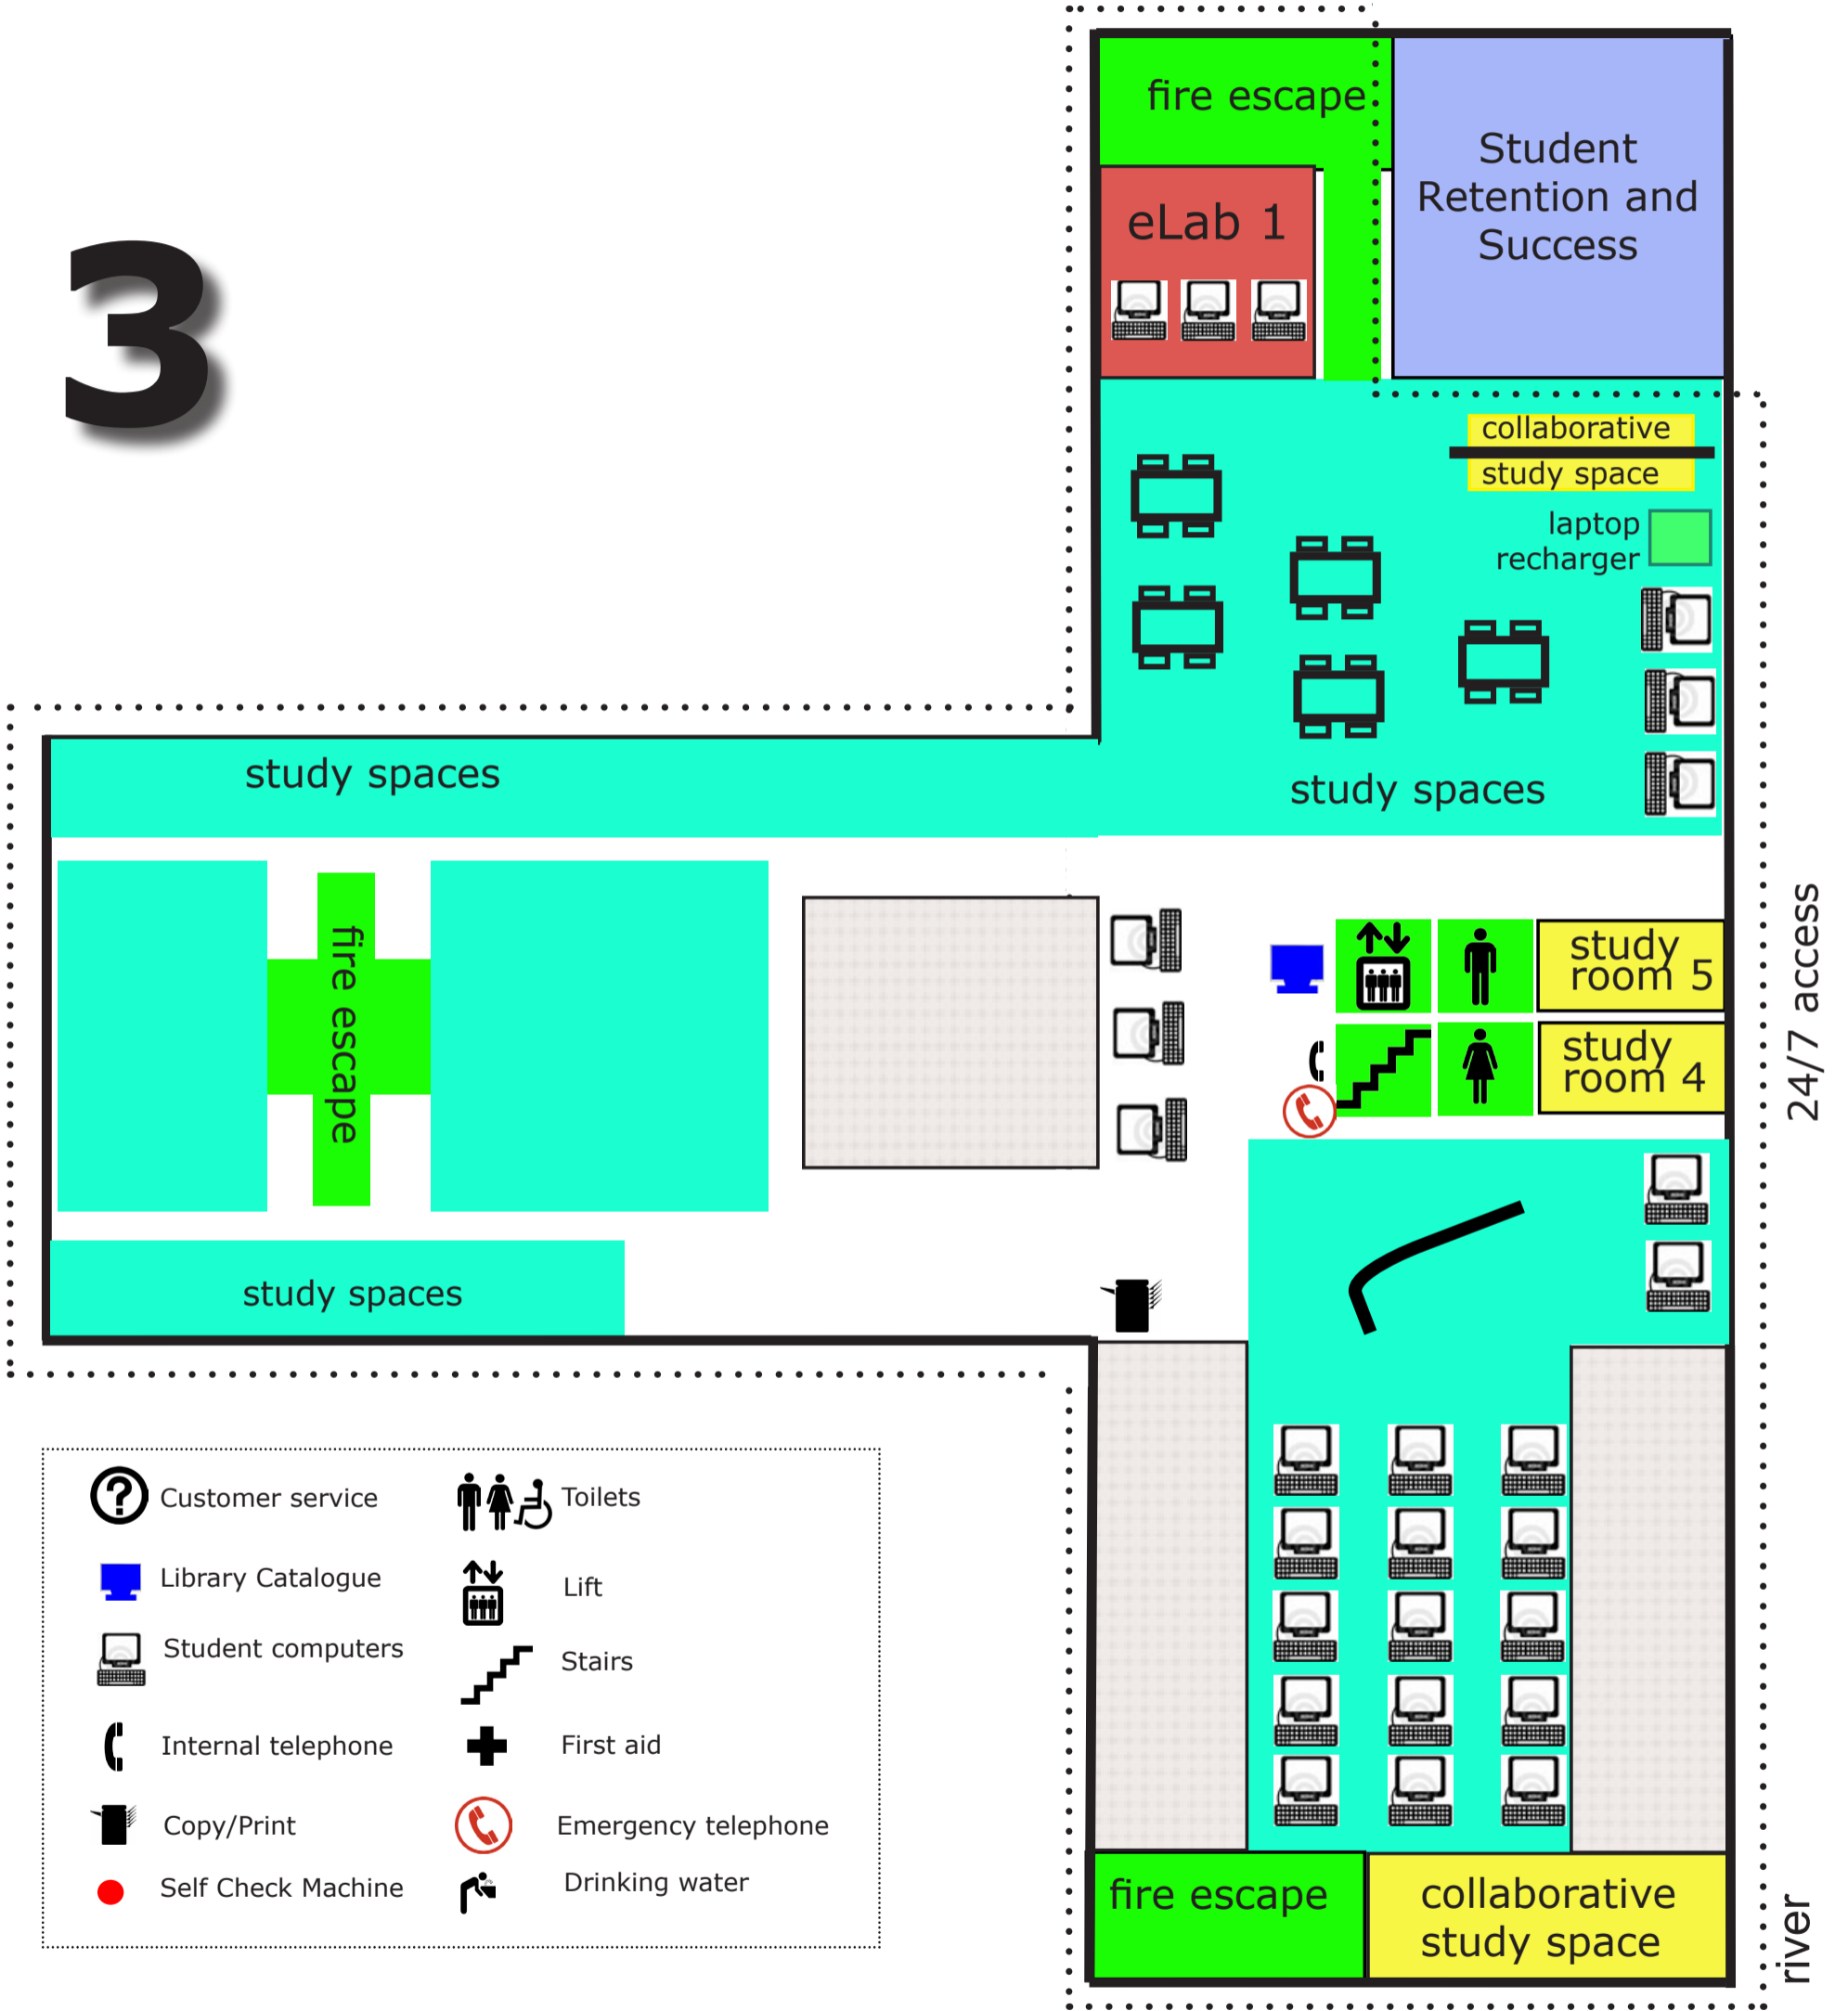 3
fire escape
Student
Retention and
Success
eLab 1
collaborative
study space
laptop
recharger
study spaces
study spaces
fire escape
study
room 5
study
room 4
24/7 access
study spaces
Customer service
Toilets
Library Catalogue
Lift
Student computers
Stairs
Internal telephone
First aid
Copy/Print
Emergency telephone
Self Check Machine
Drinking water
fire escape
collaborative
study space
river